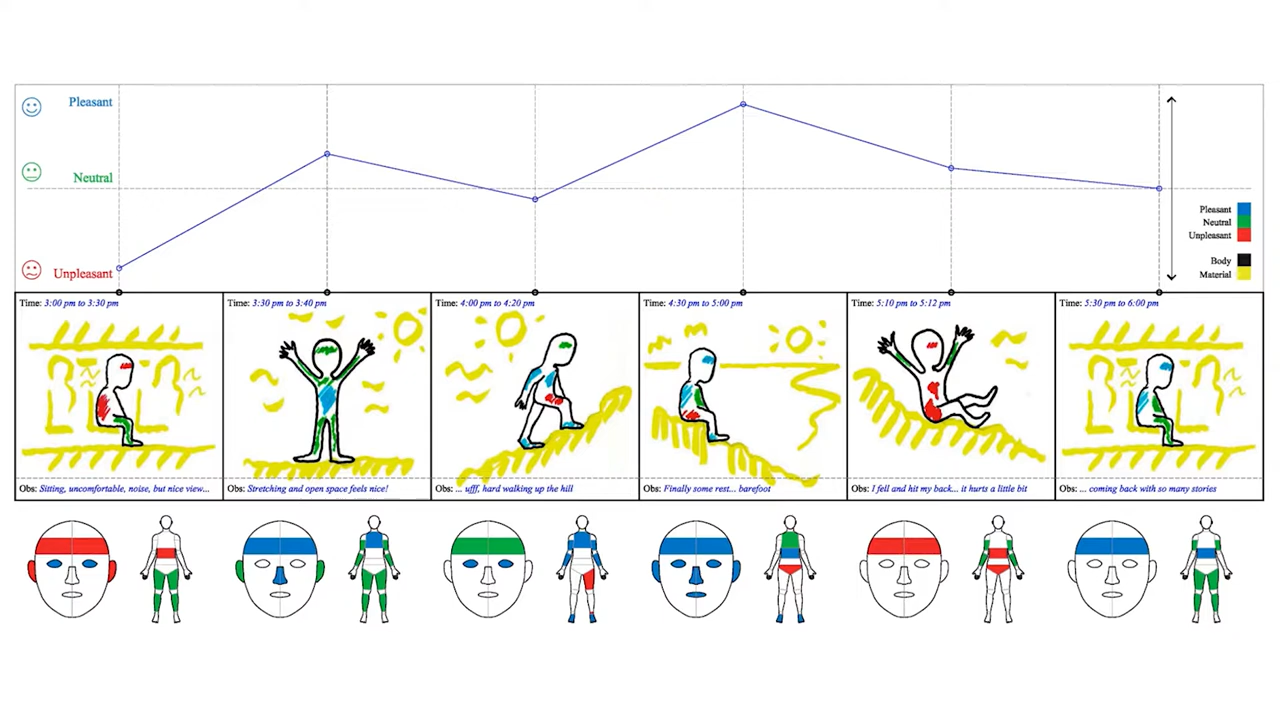 Pleasant
Neutral
Unpleasant
Pleasant
Neutral
Unpleasant
Body
Material
Time: 3:00 pm to 3:30 pm
Time: 3:30 pm to 3:40 pm
Time: 4:00 pm to 4:20 pm
Time: 4:30 pm to 5:00 pm
Time: 5:10 pm to 5:12 pm
Time: 5:30 pm to 6:00 pm
Obs: Sitting, uncomfortable, noise, but nice view...
Obs: Stretching and open space feels nice!
Obs: ... ufff, hard walking up the hill
Obs: Finally some rest... barefoot
Obs: I fell and hit my back... it hurts a little bit
Obs: ... coming back with so many stories